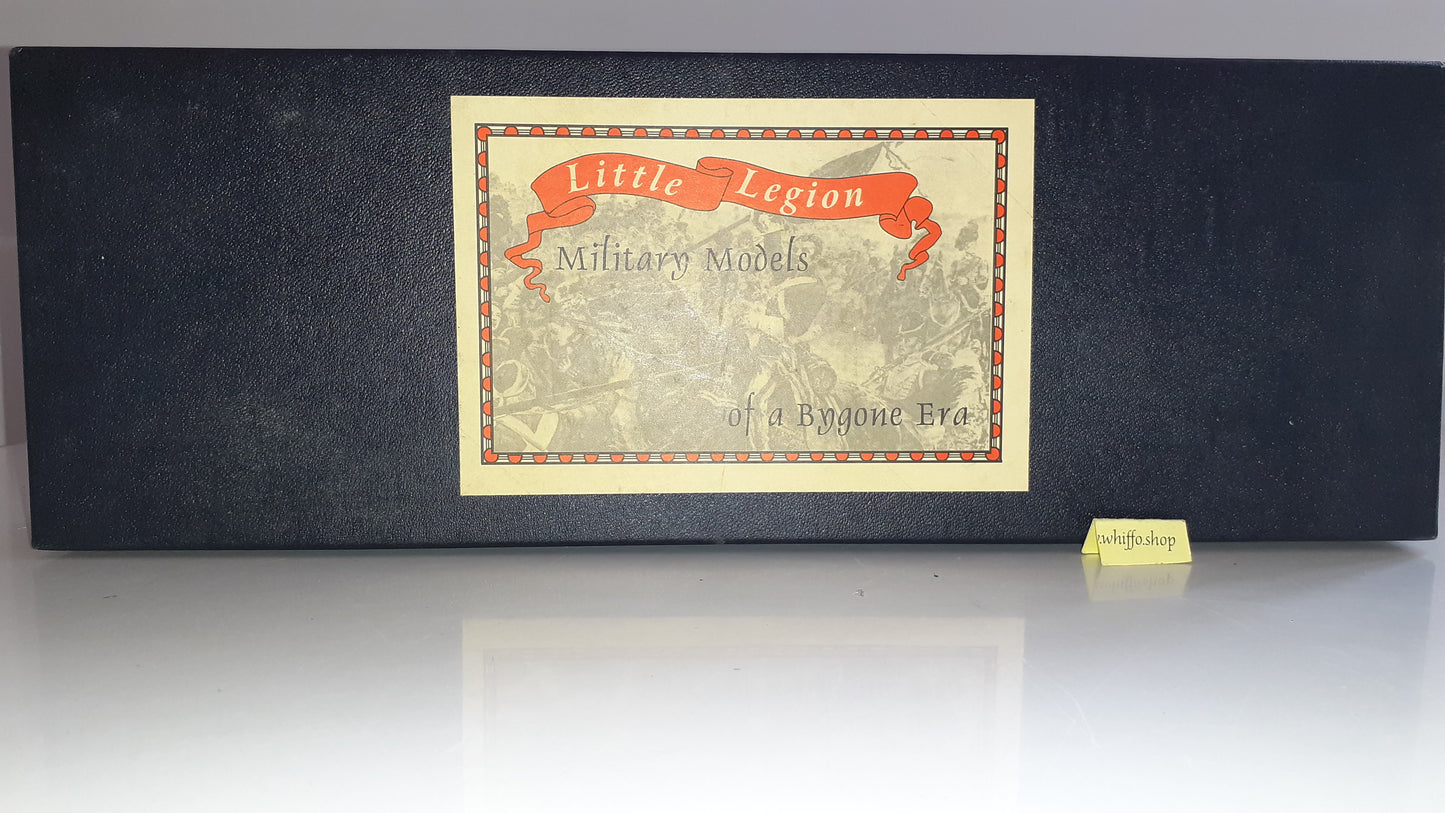 Little Legion
Military Models
of a Bygone Era
.whiffo.shop